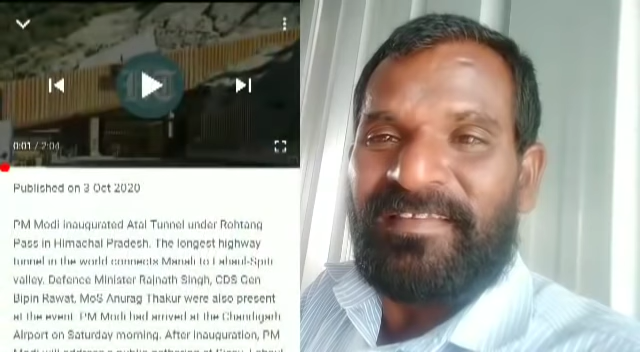 0:01 / 2:04
Published on 3 Oct 2020
PM Modi inaugurated Atal Tunnel under Rohtang
Pass in Himachal Pradesh. The longest highway
tunnel in the world connects Manali to Lahaul-Spiti
valley. Defence Minister Rajnath Singh, CDS Gen
Bipin Rawat, MoS Anurag Thakur were also present
at the event. PM Modi had arrived at the Chandigarh
Airport on Saturday morning. After inauguration, PM
Modi will address a public gathering at Sissu, Lahaul